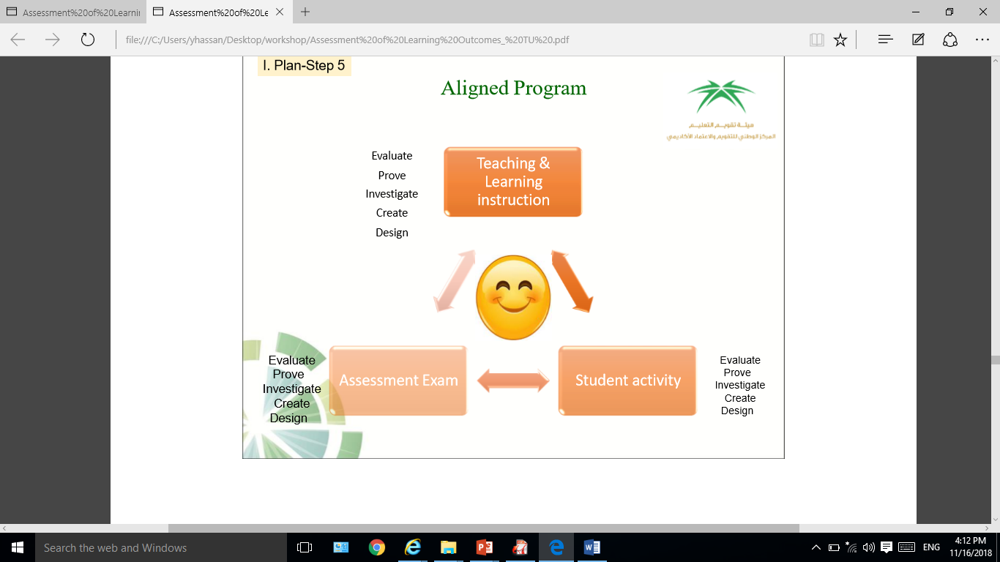 Assessment%20of%20Learnin
Assessment%20of%20Le
file:///C:/Users/yhassan/Desktop/workshop/Assessment%20of%20Learning%20Outcomes_%20TU%20.pdf
I. Plan-Step 5
Aligned Program
هيئة تقويم التعليم
المركز الوطني للتقويم والاعتماد الأكاديمي
Evaluate
Prove
Investigate
Create
Design
Teaching &
Learning
instruction
Evaluate
Prove
Investigate
Create
Design
Assessment Exam
Student activity
Evaluate
Prove
Investigate
Create
Design
Search the web and Windows
ENG
4:12 PM
11/16/2018